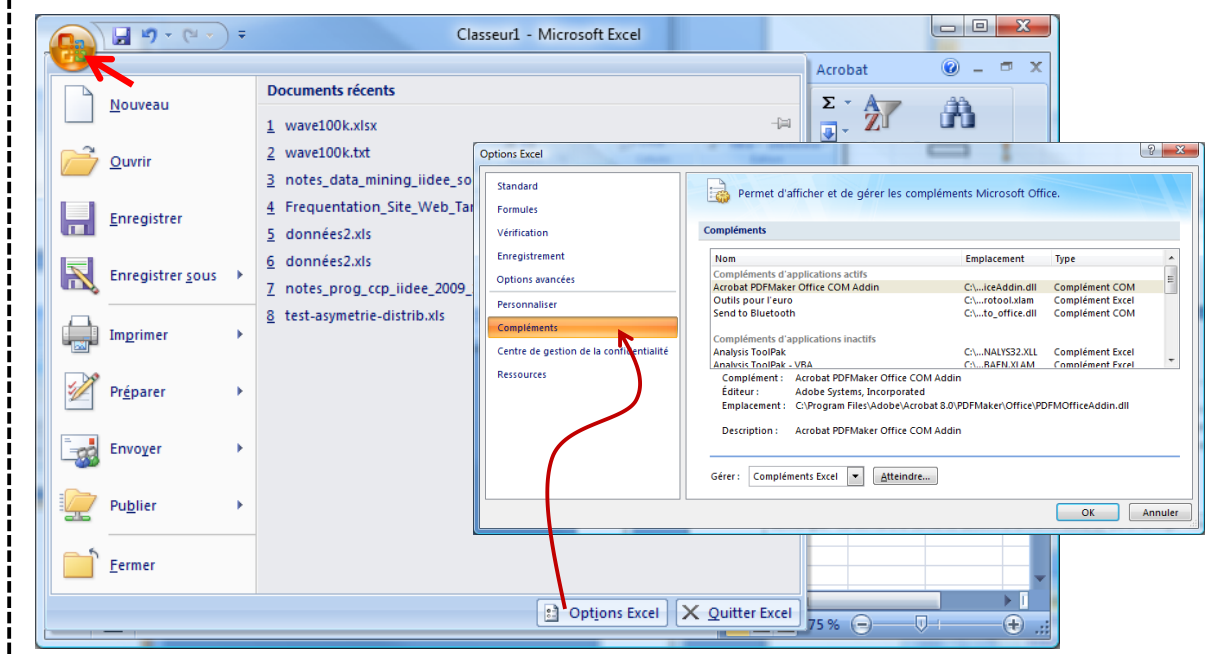 Classeur1 - Microsoft Excel
Acrobat
Nouveau
Ouvrir
Enregistrer
Enregistrer sous
Imprimer
Préparer
Envoyer
Publier
Fermer
Documents récents
1 wave100k.xlsx
2 wave100k.txt
3 notes_data_mining_iidee_so
4 Frequentation_Site_Web_Tar
5 données2.xls
6 données2.xls
7 notes_prog_ccp_iidee_2009_
8 test-asymetrie-distrib.xls
Options Excel
Quitter Excel
75 %
Options Excel
Standard
Formules
Vérification
Enregistrement
Options avancées
Personnaliser
Compléments
Centre de gestion de la confidentialité
Ressources
Permet d'afficher et de gérer les compléments Microsoft Office.
Compléments
Nom Emplacement Type
Compléments d'applications actifs
Acrobat PDFMaker Office COM Addin C:\...iceAddin.dll Complément COM
Outils pour l'euro C:\...rotool.xlam Complément Excel
Send to Bluetooth C:\...to_office.dll Complément COM
Compléments d'applications inactifs
Analysis ToolPak C:\...NALYS32.XLL Complément Excel
Analysis ToolPak - VBA C:\...BAEN.XLAM Complément Excel
Complément : Acrobat PDFMaker Office COM Addin
Éditeur : Adobe Systems, Incorporated
Emplacement : C:\Program Files\Adobe\Acrobat 8.0\PDFMaker\Office\PDFMOfficeAddin.dll
Description : Acrobat PDFMaker Office COM Addin
Gérer : Compléments Excel Atteindre...
OK Annuler